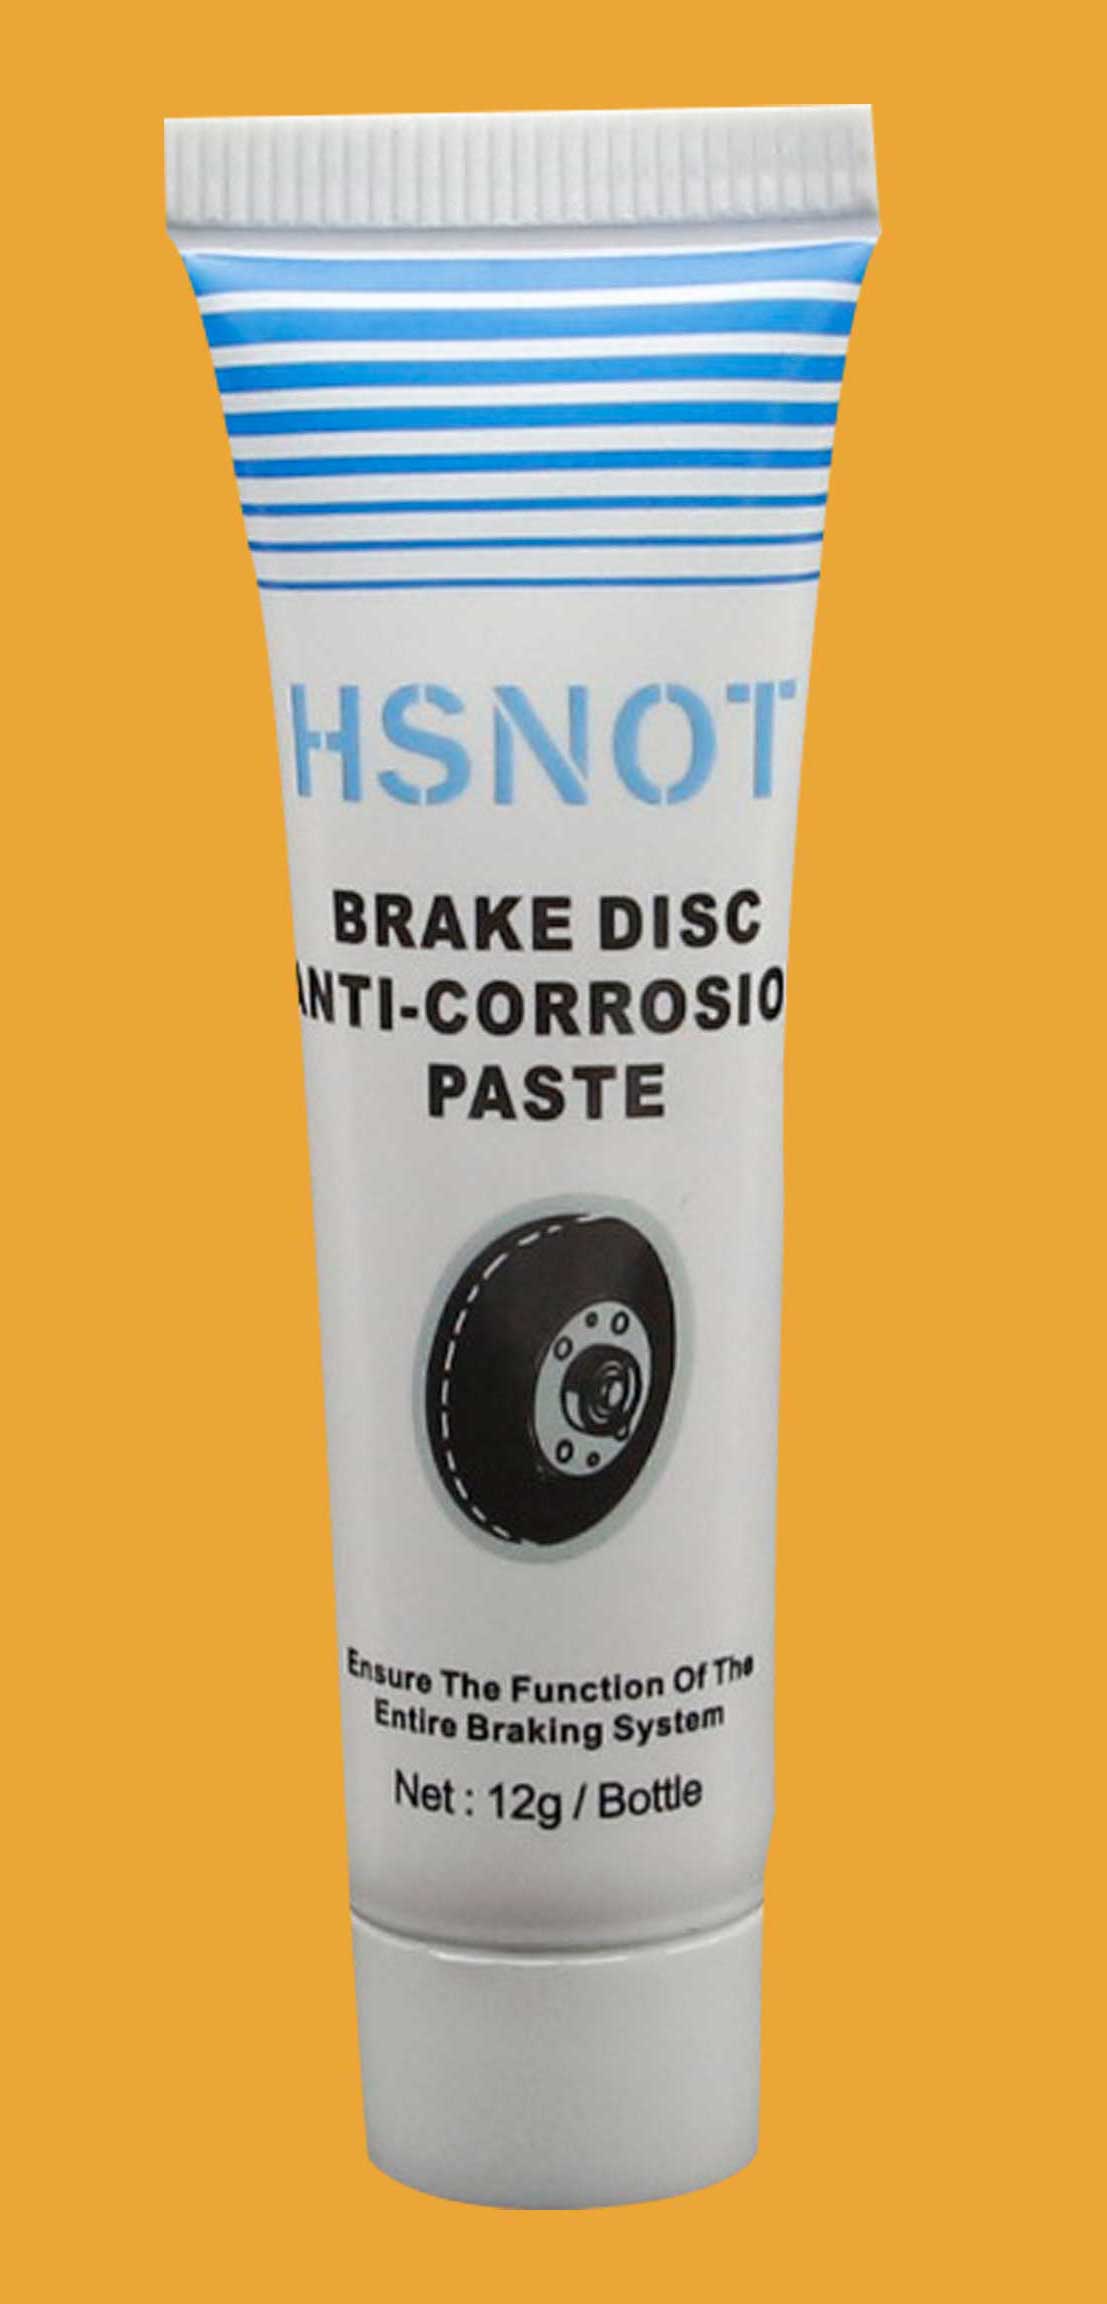 HSNOT
BRAKE DISC
ANTI-CORROSIO
PASTE
Ensure The Function Of The
Entire Braking System
Net : 12g / Bottle